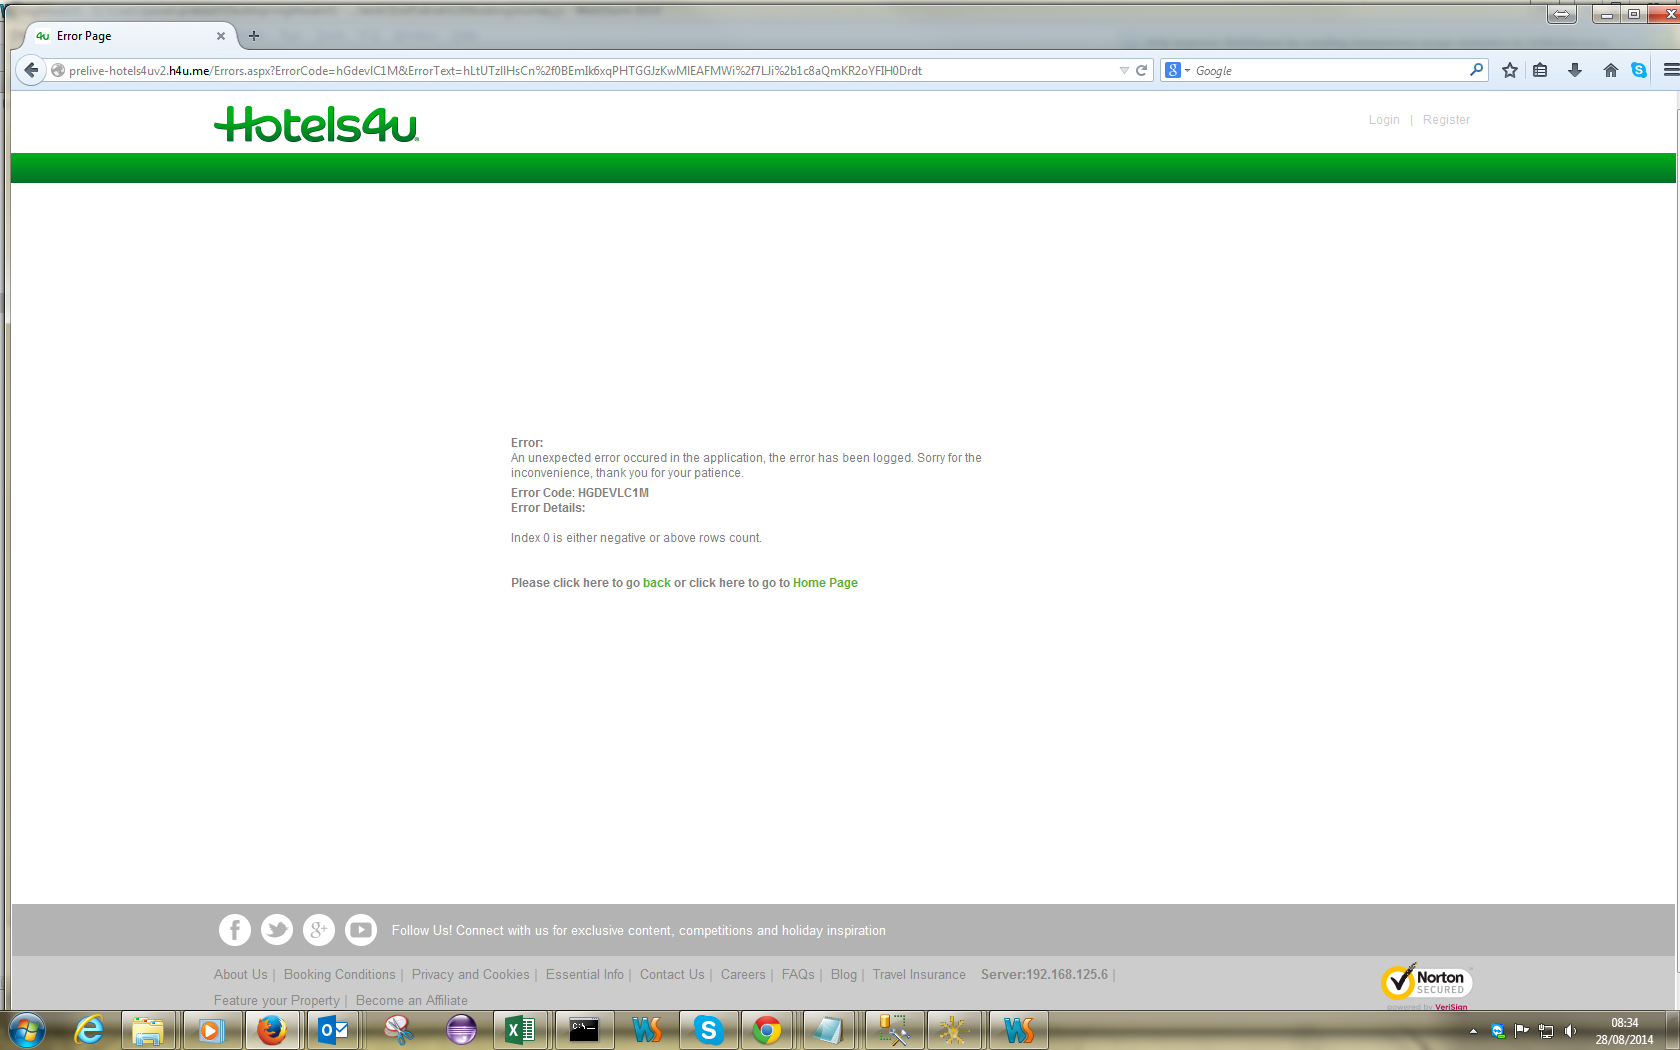 Error Page
prelive-hotels4uv2.h4u.me/Errors.aspx?ErrorCode=hGdevlC1M&ErrorText=hLtUTzllHsCn%2f0BEmIk6xqPHTGGJzKwMIEAFMWi%2f7LJi%2b1c8aQmKR2oYFIH0Drdt
Google
Hotels4u
Login | Register
Error:
An unexpected error occured in the application, the error has been logged. Sorry for the
inconvenience, thank you for your patience.
Error Code: HGDEVLC1M
Error Details:
Index 0 is either negative or above rows count.
Please click here to go back or click here to go to Home Page
Follow Us! Connect with us for exclusive content, competitions and holiday inspiration
About Us | Booking Conditions | Privacy and Cookies | Essential Info | Contact Us | Careers | FAQs | Blog | Travel Insurance Server:192.168.125.6 |
Feature your Property | Become an Affiliate
Norton
SECURED
powered by VeriSign
08:34
28/08/2014